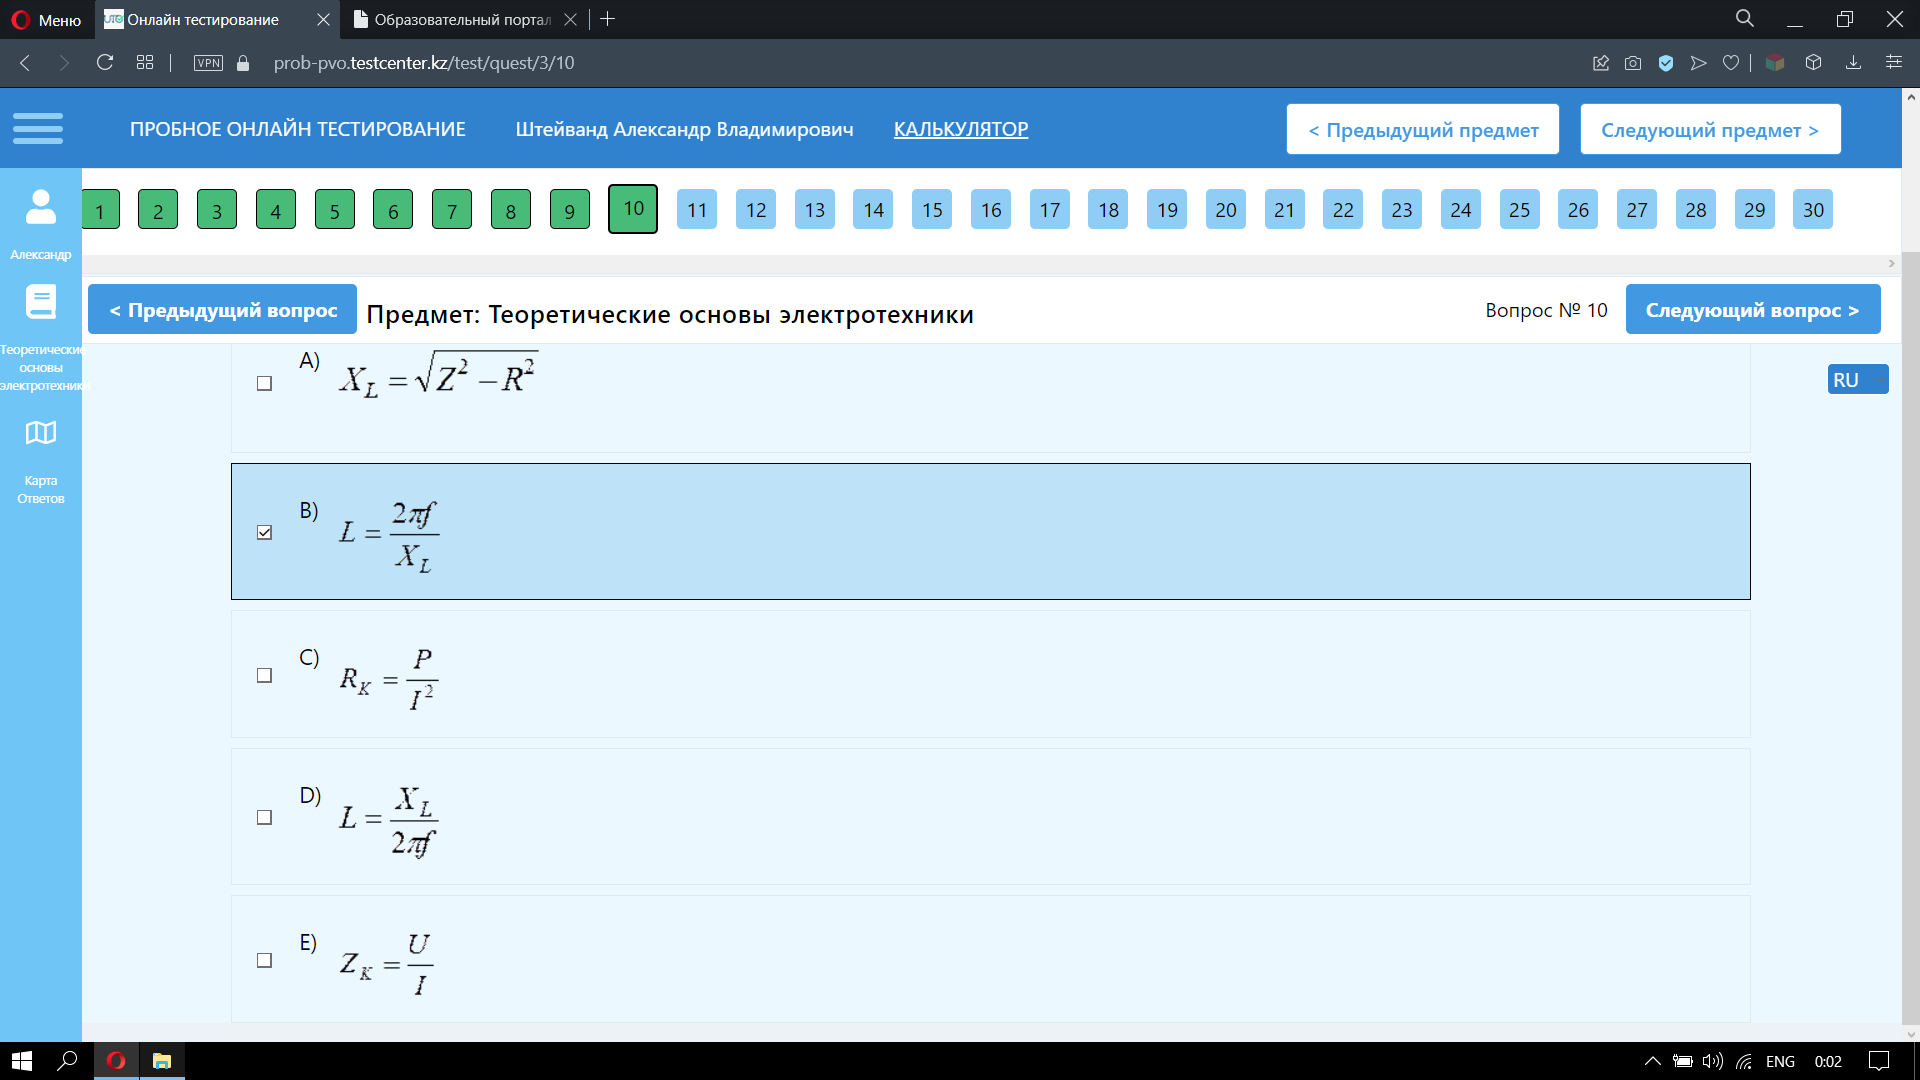 Меню
Онлайн тестирование
Образовательный портал
VPN
prob-pvo.testcenter.kz/test/quest/3/10
ПРОБНОЕ ОНЛАЙН ТЕСТИРОВАНИЕ
Штейванд Александр Владимирович
КАЛЬКУЛЯТОР
< Предыдущий предмет
Следующий предмет >
1 2 3 4 5 6 7 8 9 10 11 12 13 14 15 16 17 18 19 20 21 22 23 24 25 26 27 28 29 30
Александр
Теоретические
основы
электротехники
Карта
Ответов
< Предыдущий вопрос
Предмет: Теоретические основы электротехники
Вопрос № 10
Следующий вопрос >
RU
A) X_L = √(Z² − R²)
B) L = 2πf / X_L
C) R_K = P / I²
D) L = X_L / 2πf
E) Z_K = U / I
ENG
0:02